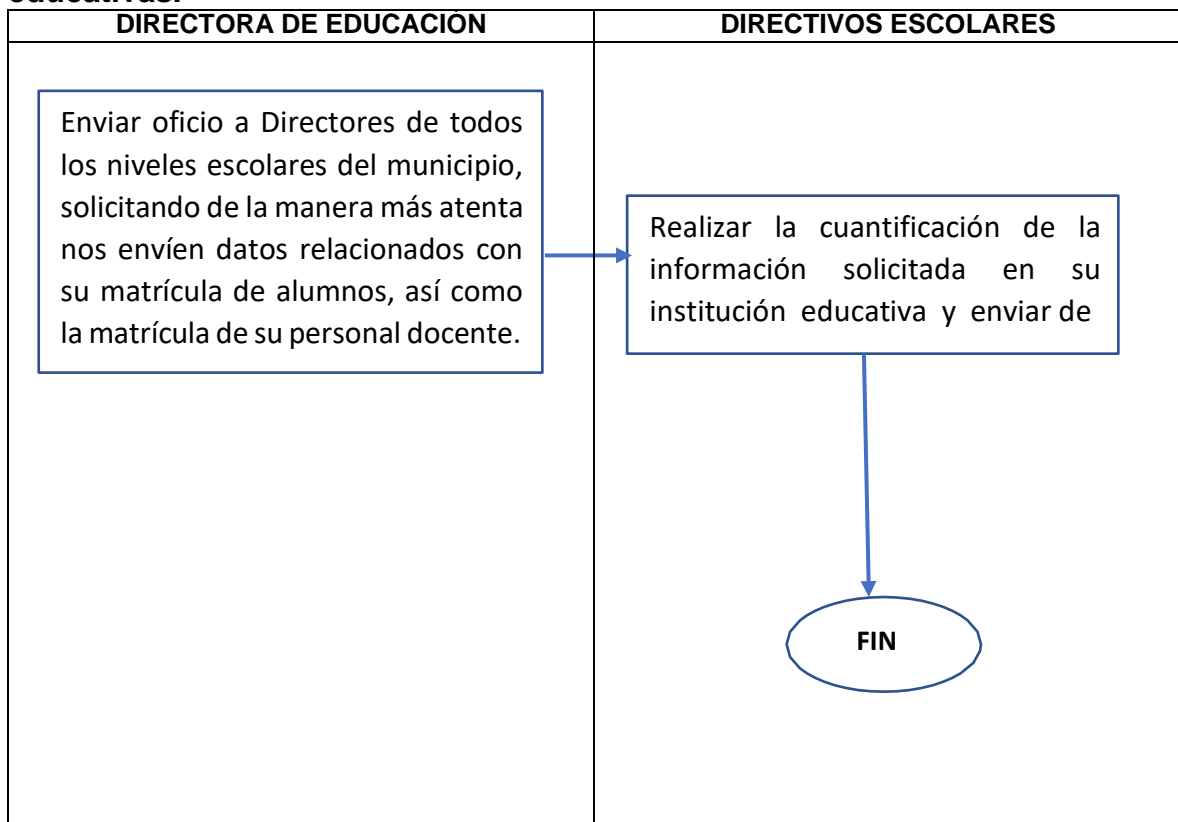 educativas.
DIRECTORA DE EDUCACIÓN
DIRECTIVOS ESCOLARES
Enviar oficio a Directores de todos
los niveles escolares del municipio,
solicitando de la manera más atenta
nos envíen datos relacionados con
su matrícula de alumnos, así como
la matrícula de su personal docente.
Realizar la cuantificación de la
información solicitada en su
institución educativa y enviar de
FIN